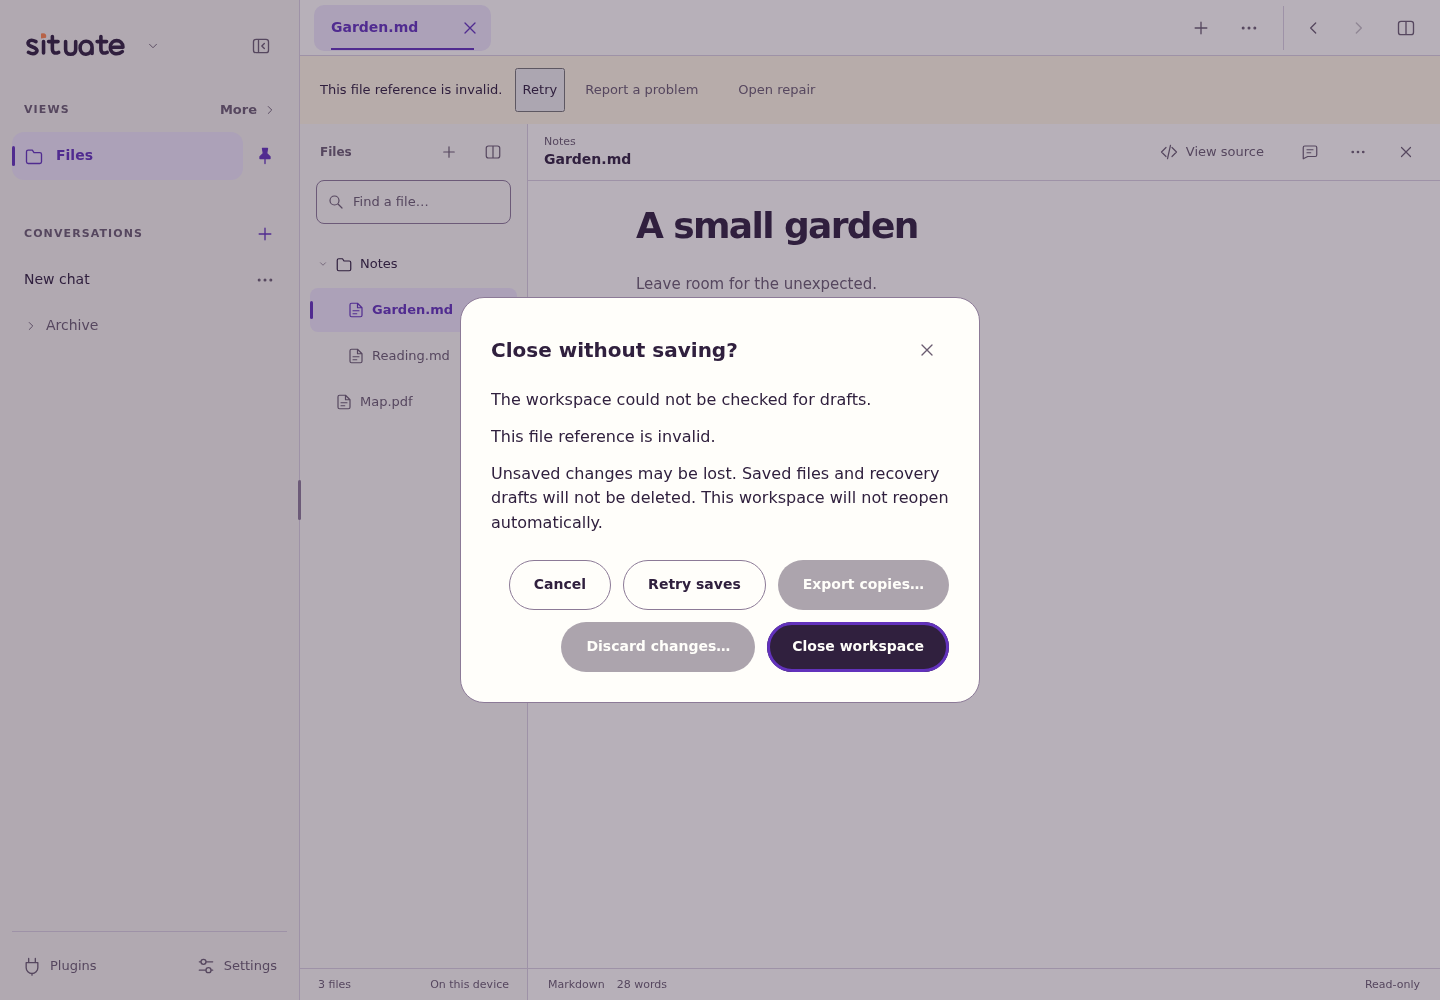 situate
VIEWS
More
Files
CONVERSATIONS
New chat
Archive
Plugins
Settings
Garden.md
This file reference is invalid.
Retry
Report a problem
Open repair
Files
Find a file...
Notes
Garden.md
Reading.md
Map.pdf
3 files
On this device
Notes
Garden.md
View source
A small garden
Leave room for the unexpected.
Close without saving?
The workspace could not be checked for drafts.
This file reference is invalid.
Unsaved changes may be lost. Saved files and recovery
drafts will not be deleted. This workspace will not reopen
automatically.
Cancel
Retry saves
Export copies...
Discard changes...
Close workspace
Markdown
28 words
Read-only